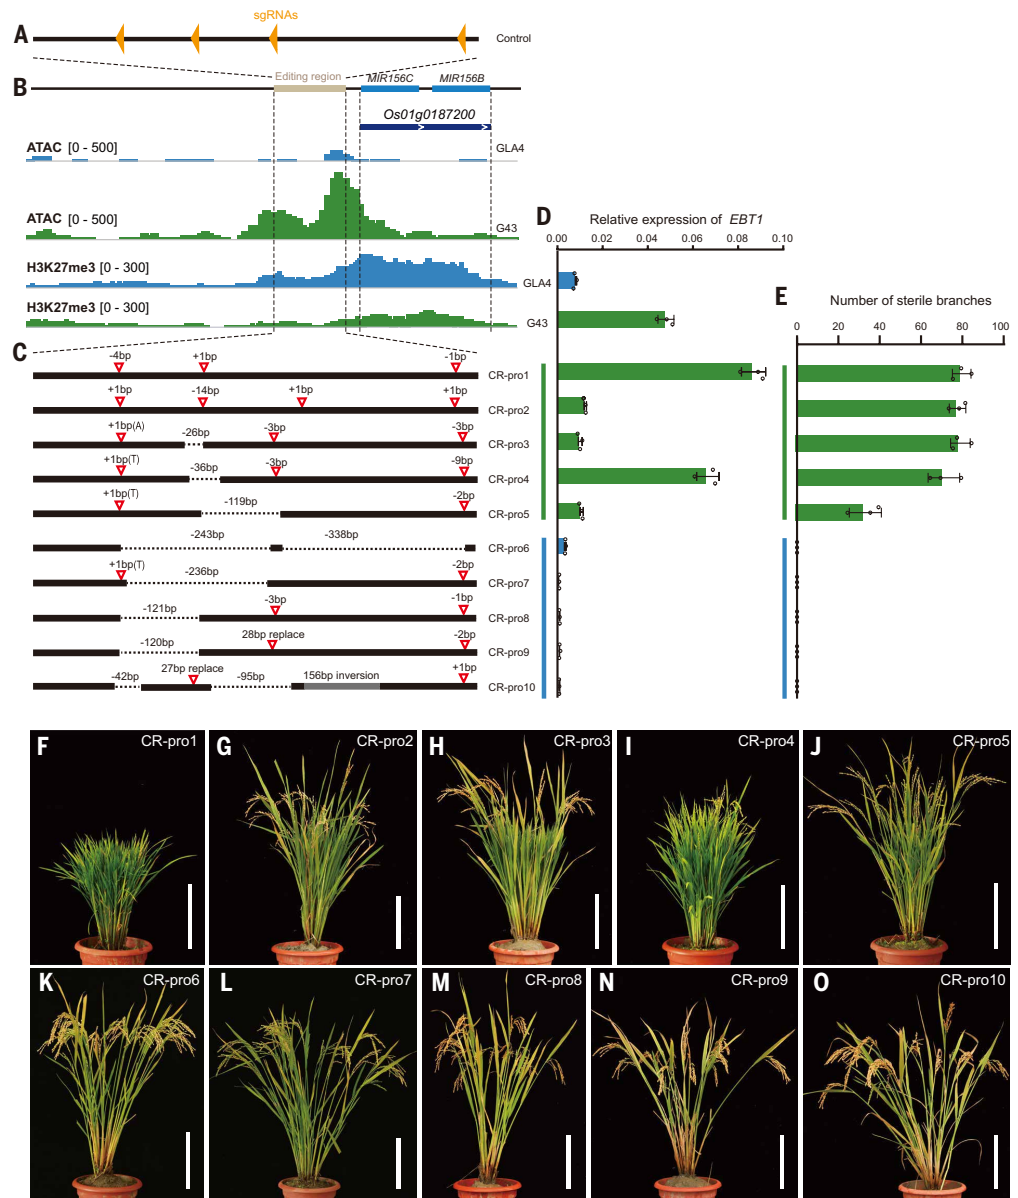 A
sgRNAs
Control
B
Editing region
MIR156C
MIR156B
Os01g0187200
ATAC [0 - 500]
GLA4
ATAC [0 - 500]
G43
H3K27me3 [0 - 300]
GLA4
H3K27me3 [0 - 300]
G43
D
Relative expression of EBT1
0.00 0.02 0.04 0.06 0.08 0.10
E
Number of sterile branches
0 20 40 60 80 100
C
-4bp +1bp -1bp
CR-pro1
+1bp -14bp +1bp +1bp
CR-pro2
+1bp(A) -26bp -3bp -3bp
CR-pro3
+1bp(T) -36bp -3bp -9bp
CR-pro4
+1bp(T) -119bp -2bp
CR-pro5
-243bp -338bp
CR-pro6
+1bp(T) -236bp -2bp
CR-pro7
-121bp -3bp -1bp
CR-pro8
-120bp 28bp replace -2bp
CR-pro9
-42bp 27bp replace -95bp 156bp inversion +1bp
CR-pro10
F CR-pro1
G CR-pro2
H CR-pro3
I CR-pro4
J CR-pro5
K CR-pro6
L CR-pro7
M CR-pro8
N CR-pro9
O CR-pro10